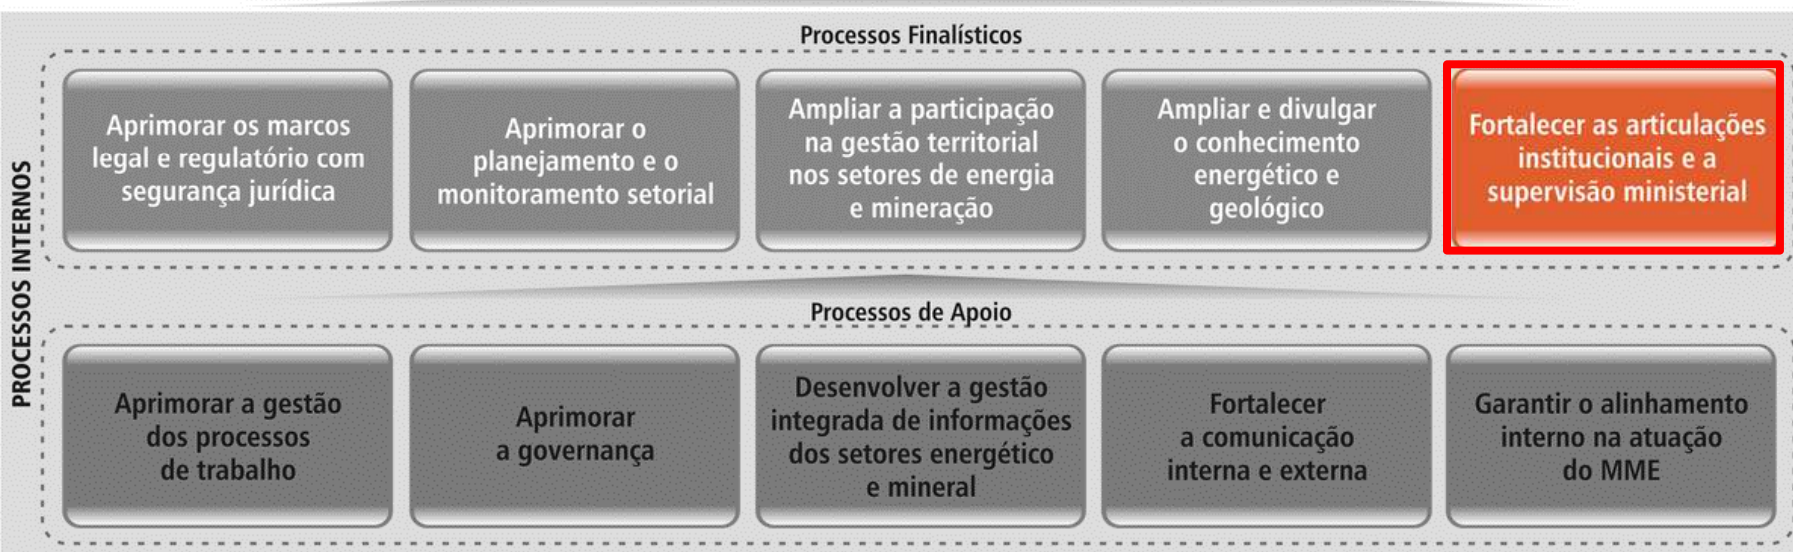 Processos Finalísticos
PROCESSOS INTERNOS
Aprimorar os marcos
legal e regulatório com
segurança jurídica
Aprimorar o
planejamento e o
monitoramento setorial
Ampliar a participação
na gestão territorial
nos setores de energia
e mineração
Ampliar e divulgar
o conhecimento
energético e
geológico
Fortalecer as articulações
institucionais e a
supervisão ministerial
Processos de Apoio
Aprimorar a gestão
dos processos
de trabalho
Aprimorar
a governança
Desenvolver a gestão
integrada de informações
dos setores energético
e mineral
Fortalecer
a comunicação
interna e externa
Garantir o alinhamento
interno na atuação
do MME